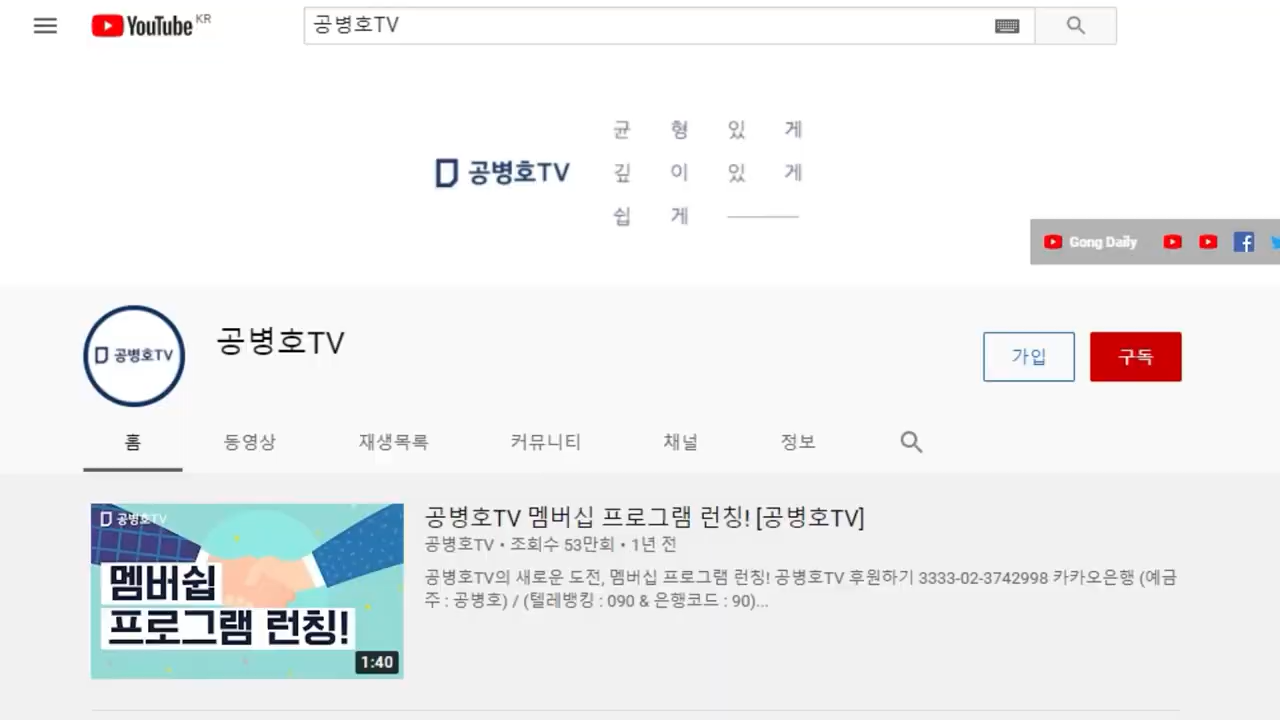 YouTube KR
공병호TV
균 형 있 게
공병호TV
깊 이 있 게
쉽 게
Gong Daily
공병호TV
공병호TV
가입
구독
홈 동영상 재생목록 커뮤니티 채널 정보
공병호TV
멤버쉽
프로그램 런칭!
1:40
공병호TV 멤버십 프로그램 런칭! [공병호TV]
공병호TV • 조회수 53만회 • 1년 전
공병호TV의 새로운 도전, 멤버십 프로그램 런칭! 공병호TV 후원하기 3333-02-3742998 카카오은행 (예금
주 : 공병호) / (텔레뱅킹 : 090 & 은행코드 : 90)...